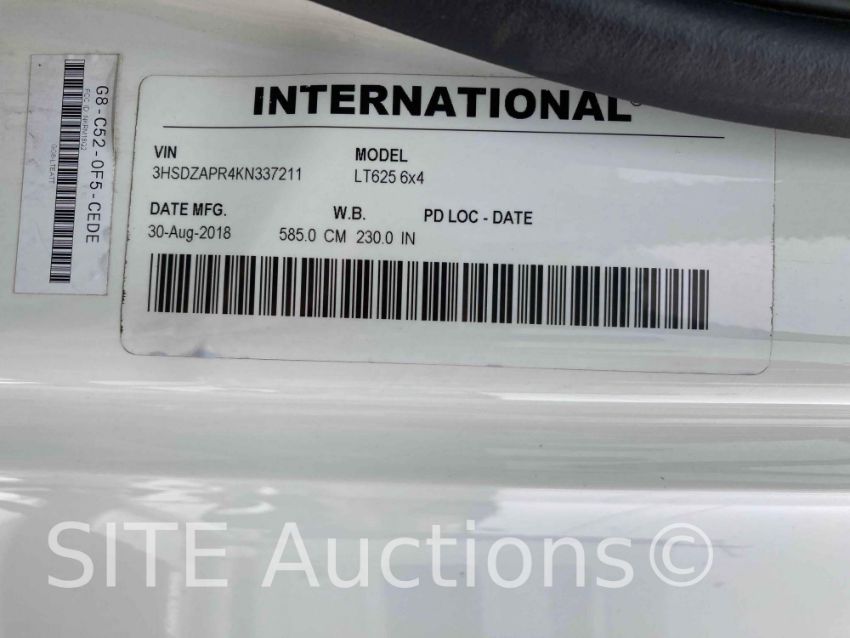 INTERNATIONAL®
VIN MODEL
3HSDZAPR4KN337211 LT625 6x4
DATE MFG. W.B. PD LOC - DATE
30-Aug-2018 585.0 CM 230.0 IN
G8 - C52 - 0F5 - CEDE
SITE Auctions©